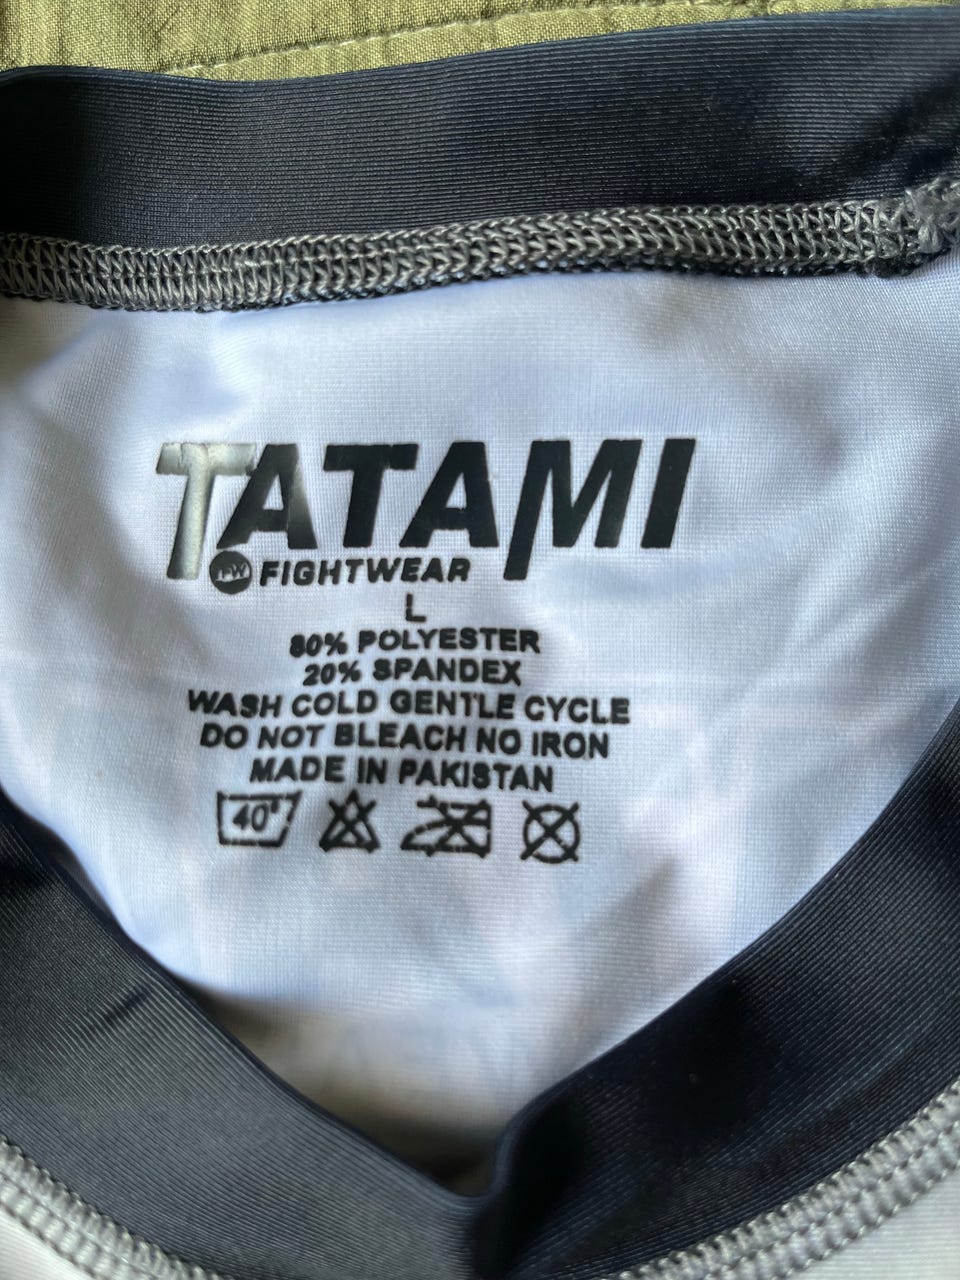 TATAMI
TFW FIGHTWEAR
L
80% POLYESTER
20% SPANDEX
WASH COLD GENTLE CYCLE
DO NOT BLEACH NO IRON
MADE IN PAKISTAN
40°